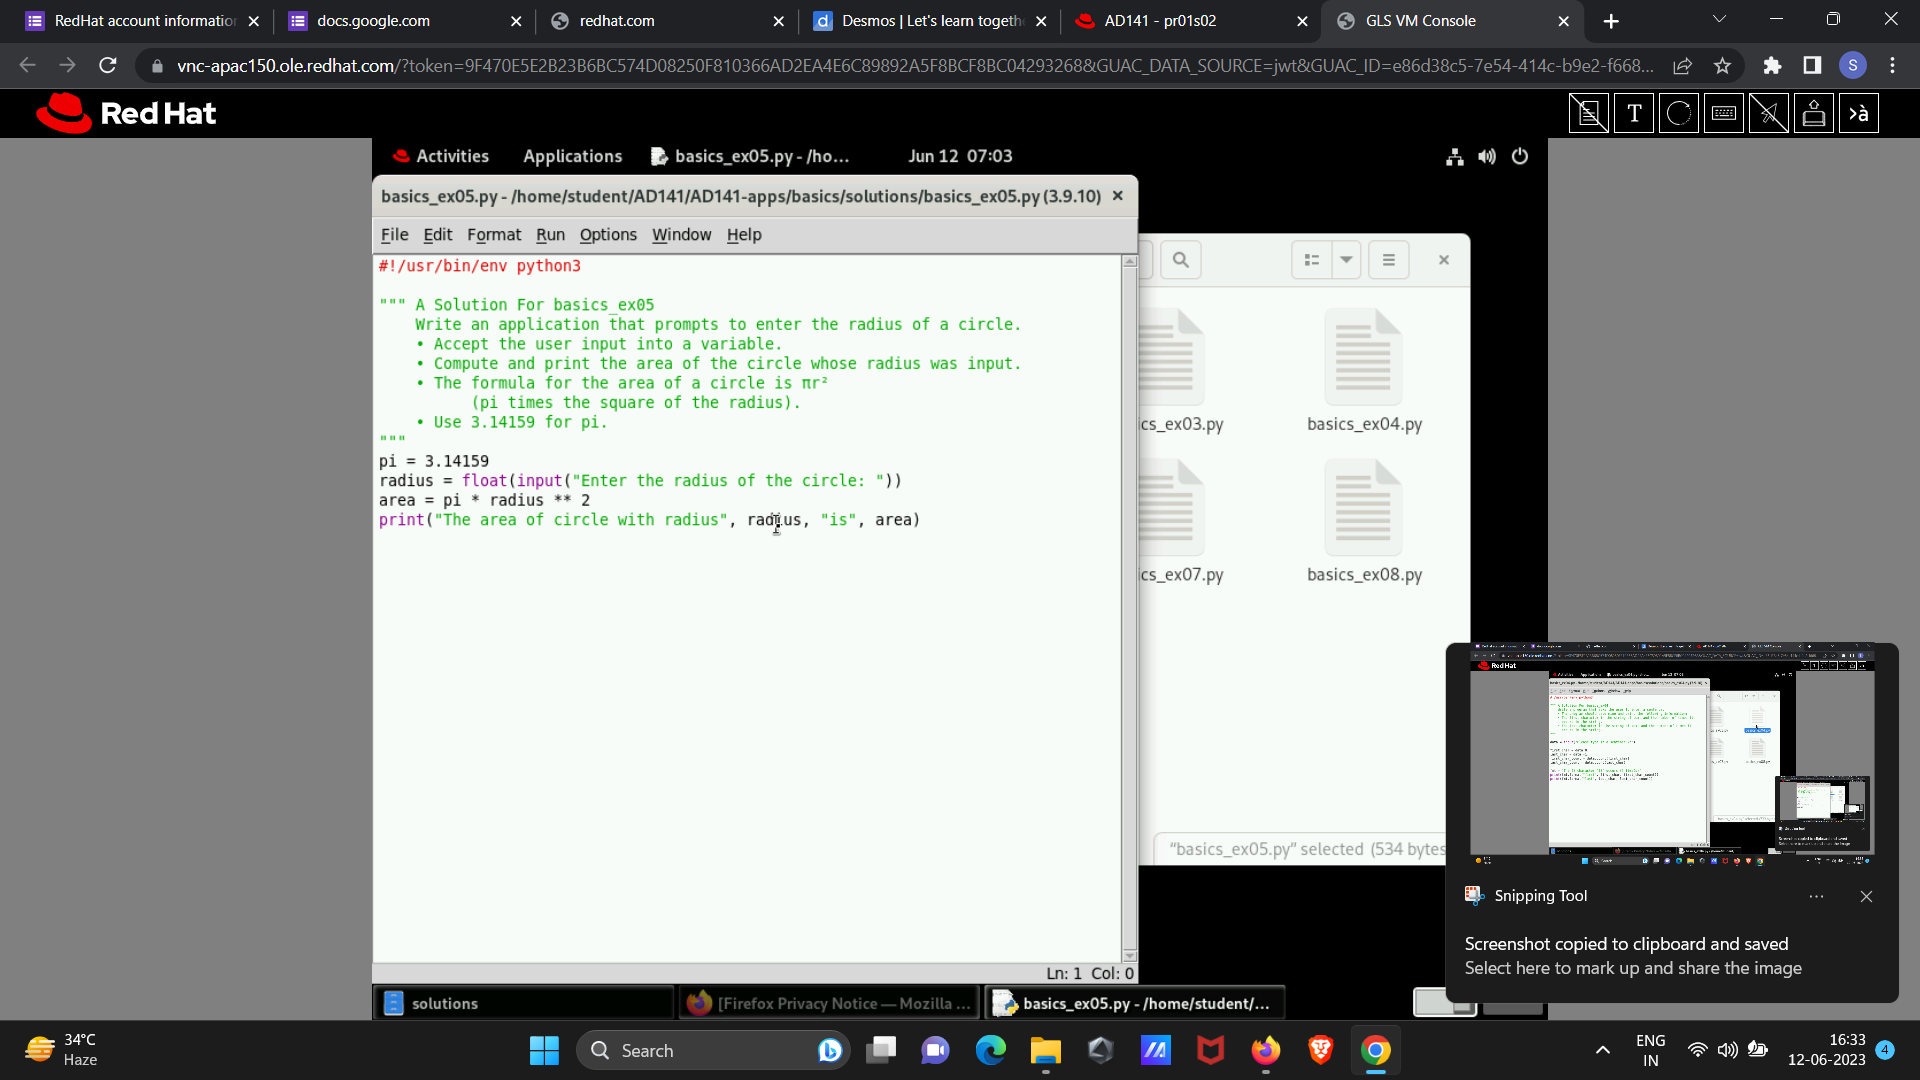 RedHat account information
docs.google.com
redhat.com
Desmos | Let's learn togeth
AD141 - pr01s02
GLS VM Console
vnc-apac150.ole.redhat.com/?token=9F470E5E2B23B6BC574D08250F810366AD2EA4E6C89892A5F8BCF8BC04293268&GUAC_DATA_SOURCE=jwt&GUAC_ID=e86d38c5-7e54-414c-b9e2-f668...
S
Red Hat
T
>à
Activities
Applications
basics_ex05.py - /ho...
Jun 12 07:03
basics_ex05.py - /home/student/AD141/AD141-apps/basics/solutions/basics_ex05.py (3.9.10)
File Edit Format Run Options Window Help
#!/usr/bin/env python3
""" A Solution For basics_ex05
Write an application that prompts to enter the radius of a circle.
• Accept the user input into a variable.
• Compute and print the area of the circle whose radius was input.
• The formula for the area of a circle is πr²
(pi times the square of the radius).
• Use 3.14159 for pi.
"""
pi = 3.14159
radius = float(input("Enter the radius of the circle: "))
area = pi * radius ** 2
print("The area of circle with radius", radius, "is", area)
ics_ex03.py
basics_ex04.py
ics_ex07.py
basics_ex08.py
"basics_ex05.py" selected (534 bytes
Ln: 1 Col: 0
solutions
[Firefox Privacy Notice — Mozilla ...
basics_ex05.py - /home/student/...
Red Hat
Snipping Tool
Screenshot copied to clipboard and saved
Select here to mark up and share the image
34°C
Haze
Search
ENG
IN
16:33
12-06-2023
4